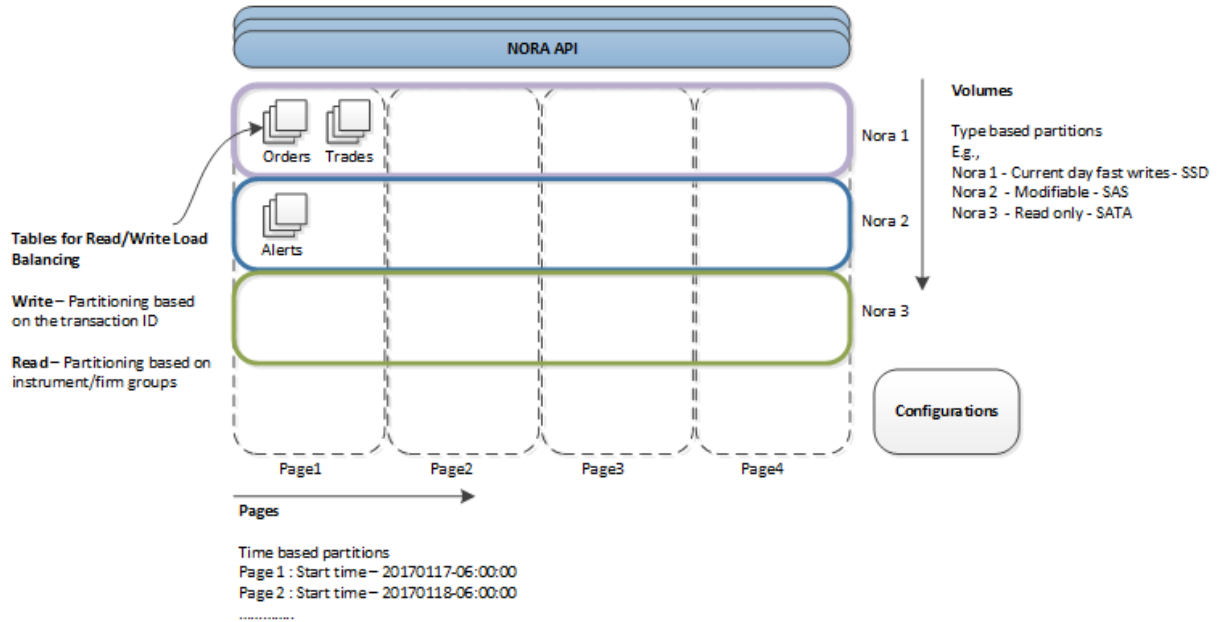 NORA API
Orders Trades
Nora 1
Alerts
Nora 2
Nora 3
Volumes
Type based partitions
E.g.,
Nora 1 - Current day fast writes - SSD
Nora 2 - Modifiable - SAS
Nora 3 - Read only - SATA
Tables for Read/Write Load
Balancing
Write – Partitioning based
on the transaction ID
Read – Partitioning based on
instrument/firm groups
Configurations
Page1 Page2 Page3 Page4
Pages
Time based partitions
Page 1 : Start time – 20170117-06:00:00
Page 2 : Start time – 20170118-06:00:00
............